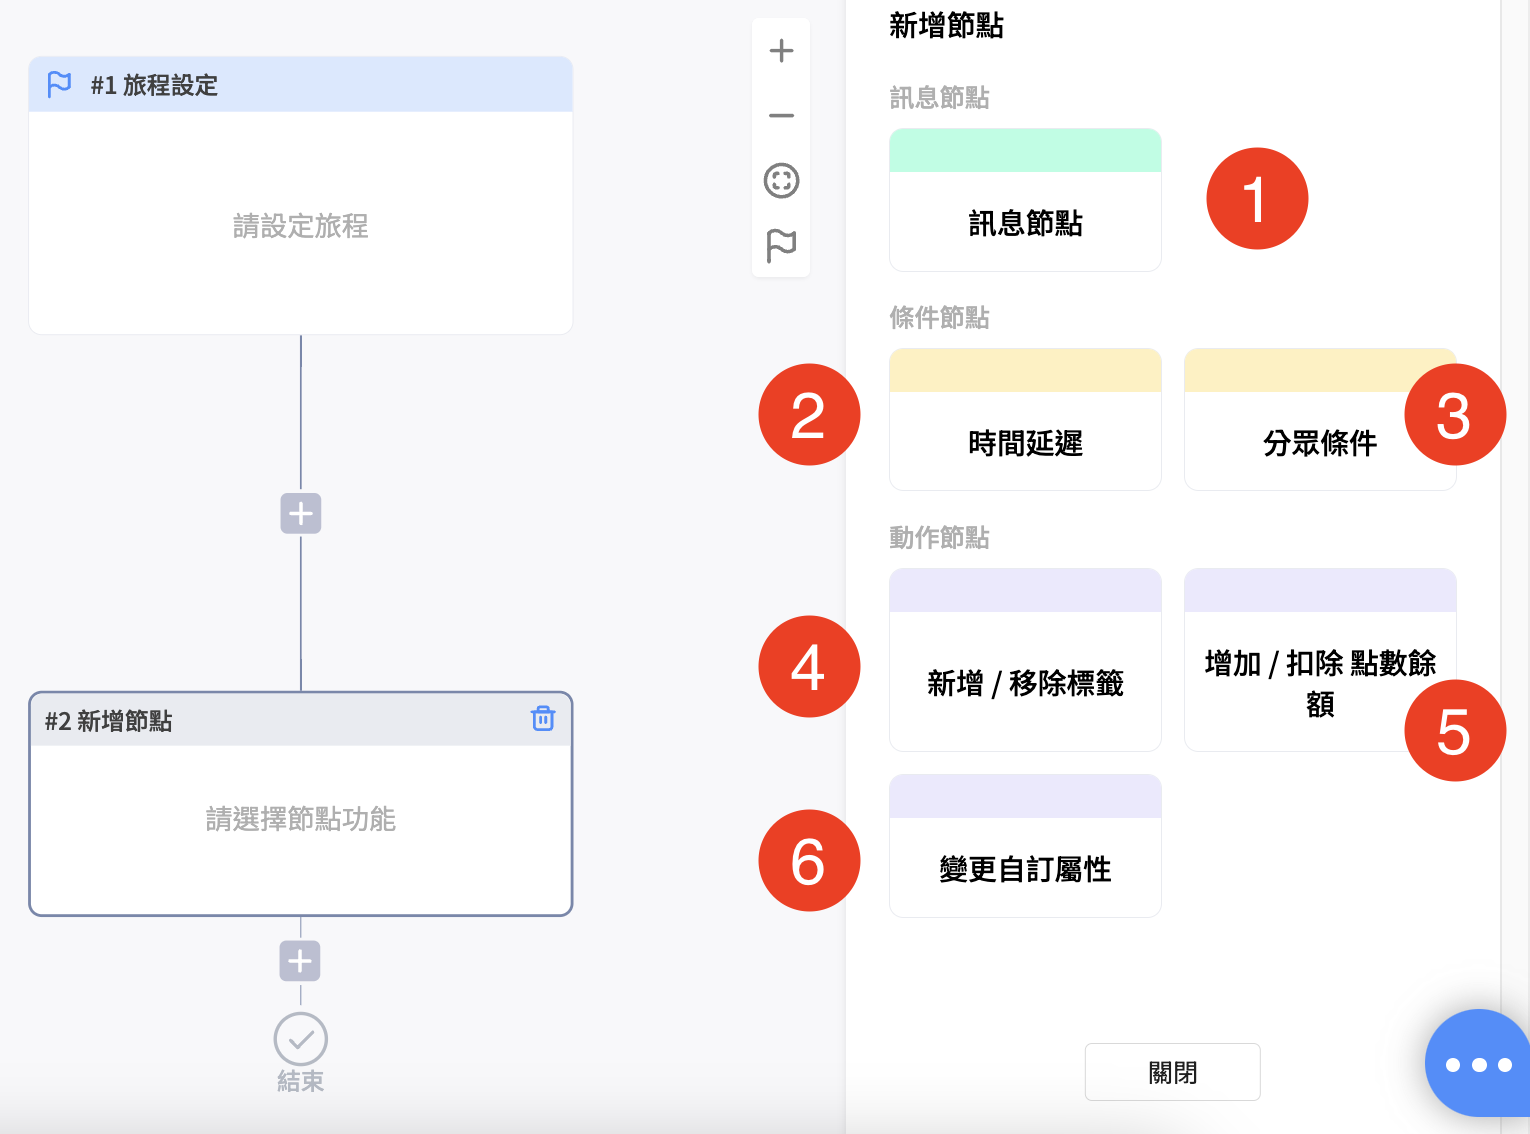 #1 旅程設定
請設定旅程
#2 新增節點
請選擇節點功能
結束
新增節點
訊息節點
訊息節點
1
條件節點
2
時間延遲
分眾條件
3
動作節點
4
新增 / 移除標籤
增加 / 扣除 點數餘
額
5
6
變更自訂屬性
關閉